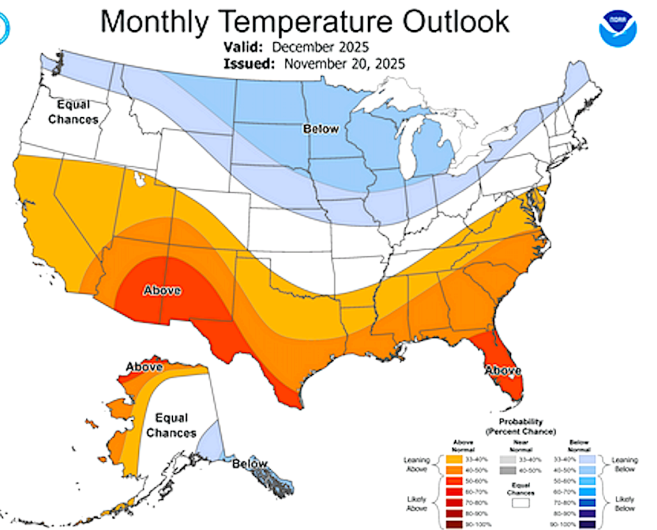 Monthly Temperature Outlook
Valid: December 2025
Issued: November 20, 2025
NOAA
Equal
Chances
Below
Above
Above
Above
Equal
Chances
Below
Probability
(Percent Chance)
Above
Normal
Near
Normal
Below
Normal
Leaning
Above
33-40%
40-50%
33-40%
40-50%
33-40%
40-50%
Leaning
Below
Likely
Above
50-60%
60-70%
70-80%
80-90%
90-100%
Equal
Chances
50-60%
60-70%
70-80%
80-90%
90-100%
Likely
Below